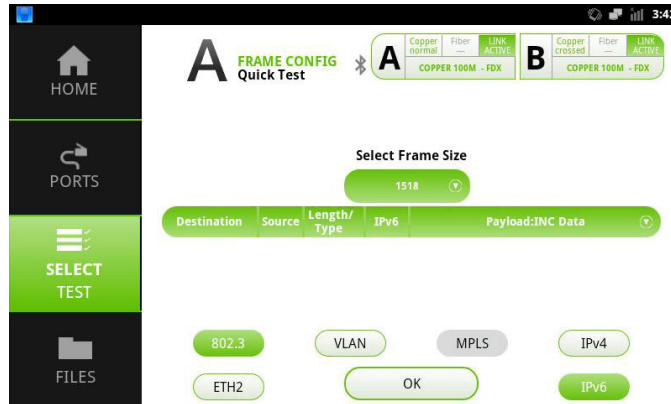 3:42
HOME
PORTS
SELECT
TEST
FILES
A
FRAME CONFIG
Quick Test
A
Copper
normal
Fiber
—
LINK
ACTIVE
COPPER 100M - FDX
B
Copper
crossed
Fiber
—
LINK
ACTIVE
COPPER 100M - FDX
Select Frame Size
1518
Destination
Source
Length/
Type
IPv6
Payload:INC Data
802.3
VLAN
MPLS
IPv4
ETH2
OK
IPv6